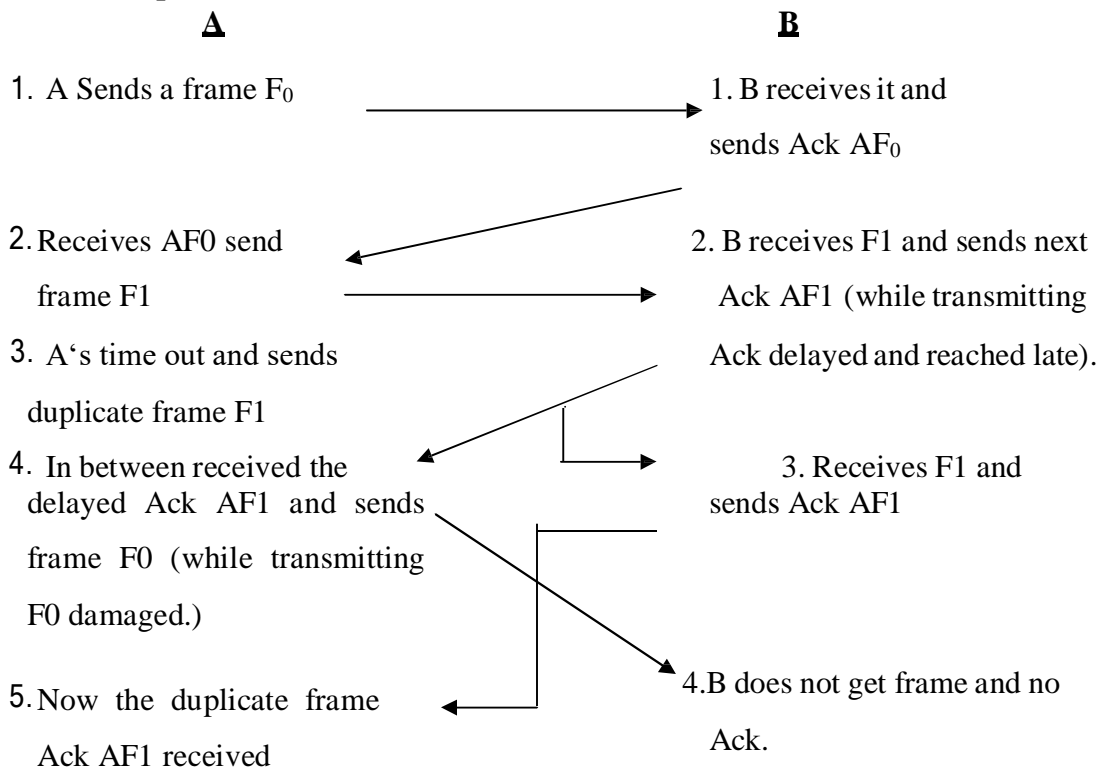 A
B
1. A Sends a frame F₀
1. B receives it and
sends Ack AF₀
2. Receives AF0 send
frame F1
2. B receives F1 and sends next
Ack AF1 (while transmitting
Ack delayed and reached late).
3. A‘s time out and sends
duplicate frame F1
4. In between received the
delayed Ack AF1 and sends
frame F0 (while transmitting
F0 damaged.)
3. Receives F1 and
sends Ack AF1
5. Now the duplicate frame
Ack AF1 received
4.B does not get frame and no
Ack.